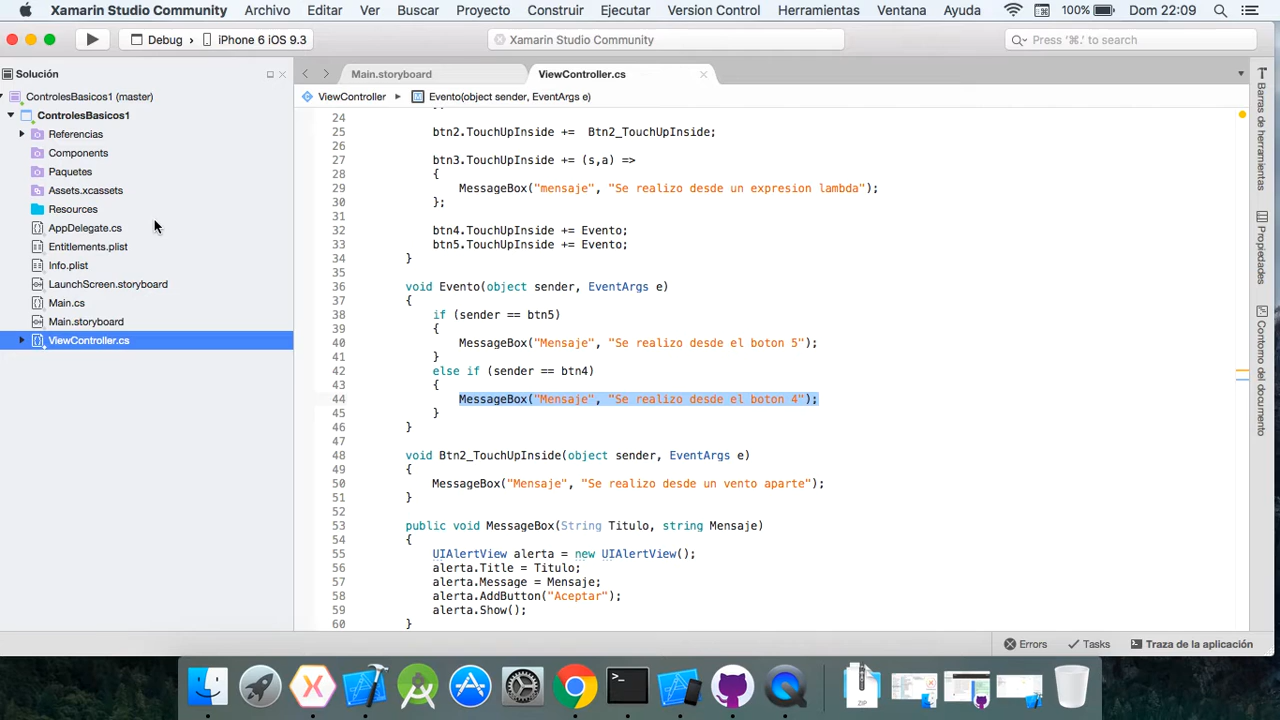 Xamarin Studio Community Archivo Editar Ver Buscar Proyecto Construir Ejecutar Version Control Herramientas Ventana Ayuda 100% Dom 22:09
Debug iPhone 6 iOS 9.3 Xamarin Studio Community Press '⌘.' to search
Solución
Main.storyboard ViewController.cs
ControlesBasicos1 (master)
ControlesBasicos1
Referencias
Components
Paquetes
Assets.xcassets
Resources
AppDelegate.cs
Entitlements.plist
Info.plist
LaunchScreen.storyboard
Main.cs
Main.storyboard
ViewController.cs
ViewController Evento(object sender, EventArgs e)
24
25 btn2.TouchUpInside += Btn2_TouchUpInside;
26
27 btn3.TouchUpInside += (s,a) =>
28 {
29 MessageBox("mensaje", "Se realizo desde un expresion lambda");
30 };
31
32 btn4.TouchUpInside += Evento;
33 btn5.TouchUpInside += Evento;
34 }
35
36 void Evento(object sender, EventArgs e)
37 {
38 if (sender == btn5)
39 {
40 MessageBox("Mensaje", "Se realizo desde el boton 5");
41 }
42 else if (sender == btn4)
43 {
44 MessageBox("Mensaje", "Se realizo desde el boton 4");
45 }
46 }
47
48 void Btn2_TouchUpInside(object sender, EventArgs e)
49 {
50 MessageBox("Mensaje", "Se realizo desde un vento aparte");
51 }
52
53 public void MessageBox(String Titulo, string Mensaje)
54 {
55 UIAlertView alerta = new UIAlertView();
56 alerta.Title = Titulo;
57 alerta.Message = Mensaje;
58 alerta.AddButton("Aceptar");
59 alerta.Show();
60 }
Barras de herramientas
Propiedades
Contorno del documento
Errors Tasks Traza de la aplicación
ZIP